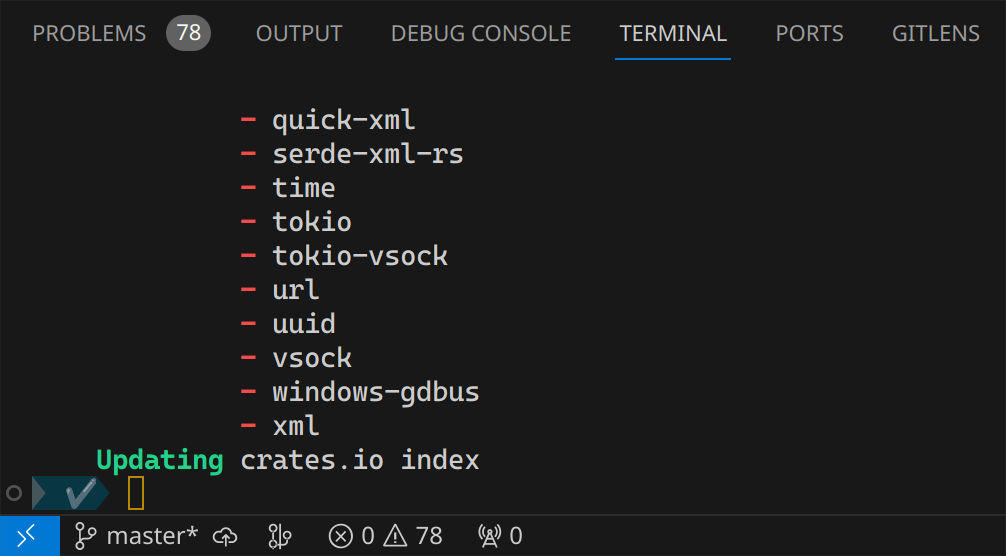 PROBLEMS 78 OUTPUT DEBUG CONSOLE TERMINAL PORTS GITLENS
- quick-xml
- serde-xml-rs
- time
- tokio
- tokio-vsock
- url
- uuid
- vsock
- windows-gdbus
- xml
Updating crates.io index
master* 0 78 0